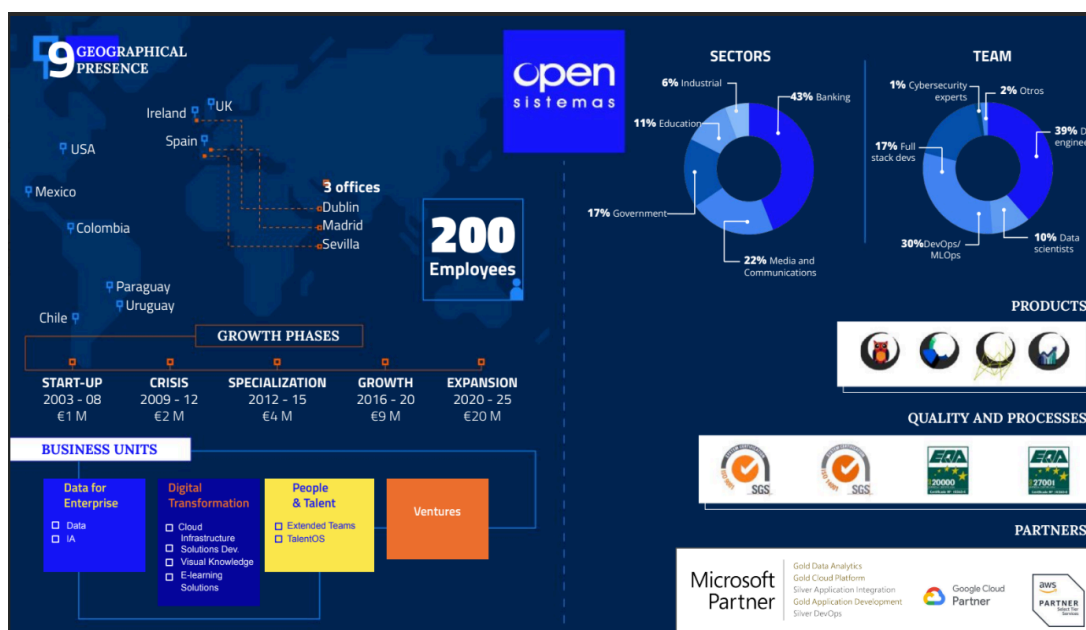 9 GEOGRAPHICAL
PRESENCE
UK
Ireland
Spain
USA
Mexico
Colombia
Paraguay
Uruguay
Chile
3 offices
Dublin
Madrid
Sevilla
open
sistemas
200
Employees
GROWTH PHASES
START-UP
2003 - 08
€1 M
CRISIS
2009 - 12
€2 M
SPECIALIZATION
2012 - 15
€4 M
GROWTH
2016 - 20
€9 M
EXPANSION
2020 - 25
€20 M
BUSINESS UNITS
Data for
Enterprise
Data
IA
Digital
Transformation
Cloud
Infrastructure
Solutions Dev.
Visual Knowledge
E-learning
Solutions
People
& Talent
Extended Teams
TalentOS
Ventures
SECTORS
6% Industrial
43% Banking
11% Education
17% Government
22% Media and
Communications
TEAM
1% Cybersecurity
experts
2% Otros
39% D
engine
17% Full
stack devs
30%DevOps/
MLOps
10% Data
scientists
PRODUCTS
QUALITY AND PROCESSES
SGS
SGS
EQA
20000
EQA
27001
PARTNERS
Microsoft
Partner
Gold Data Analytics
Gold Cloud Platform
Silver Application Integration
Gold Application Development
Silver DevOps
Google Cloud
Partner
aws
PARTNER
Select Tier
Services